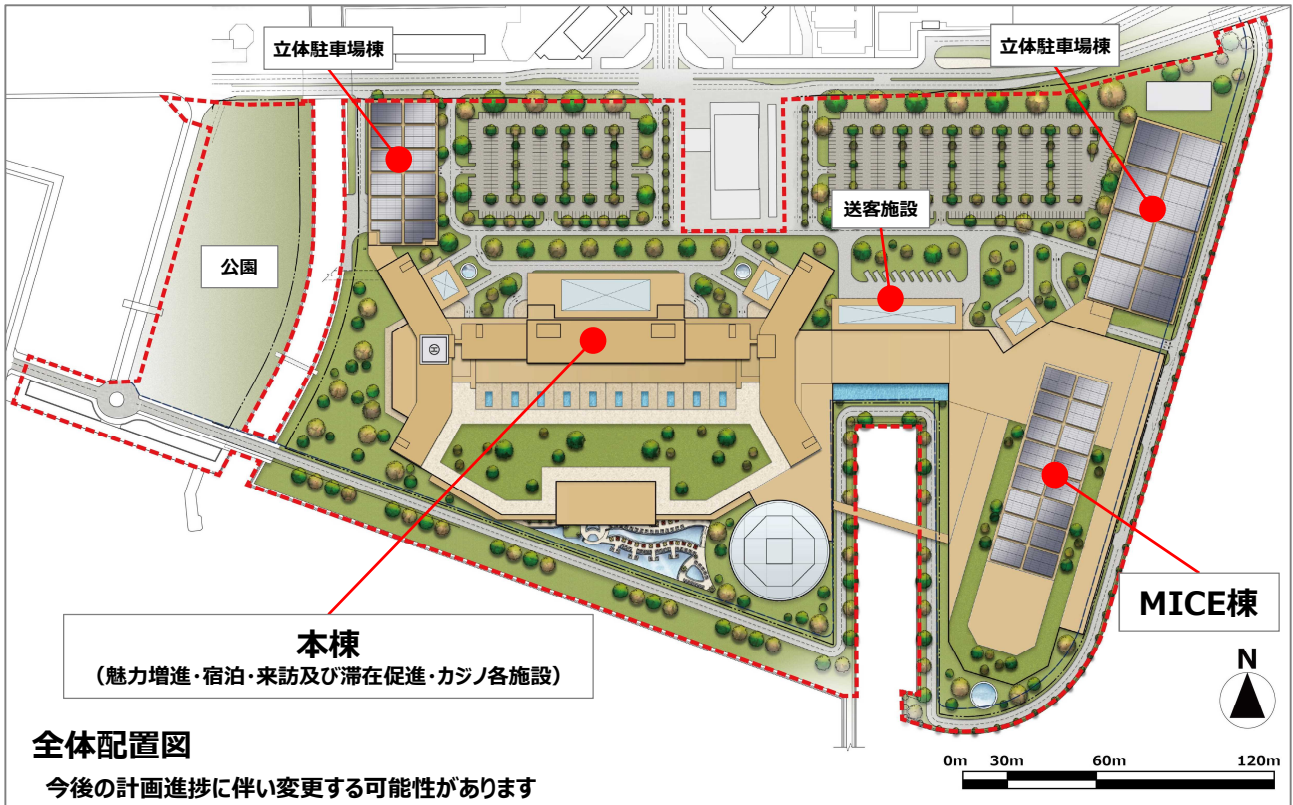 立体駐車場棟
立体駐車場棟
送客施設
公園
H
MICE棟
本棟
（魅力増進・宿泊・来訪及び滞在促進・カジノ各施設）
N
全体配置図
今後の計画進捗に伴い変更する可能性があります
0m 30m 60m 120m